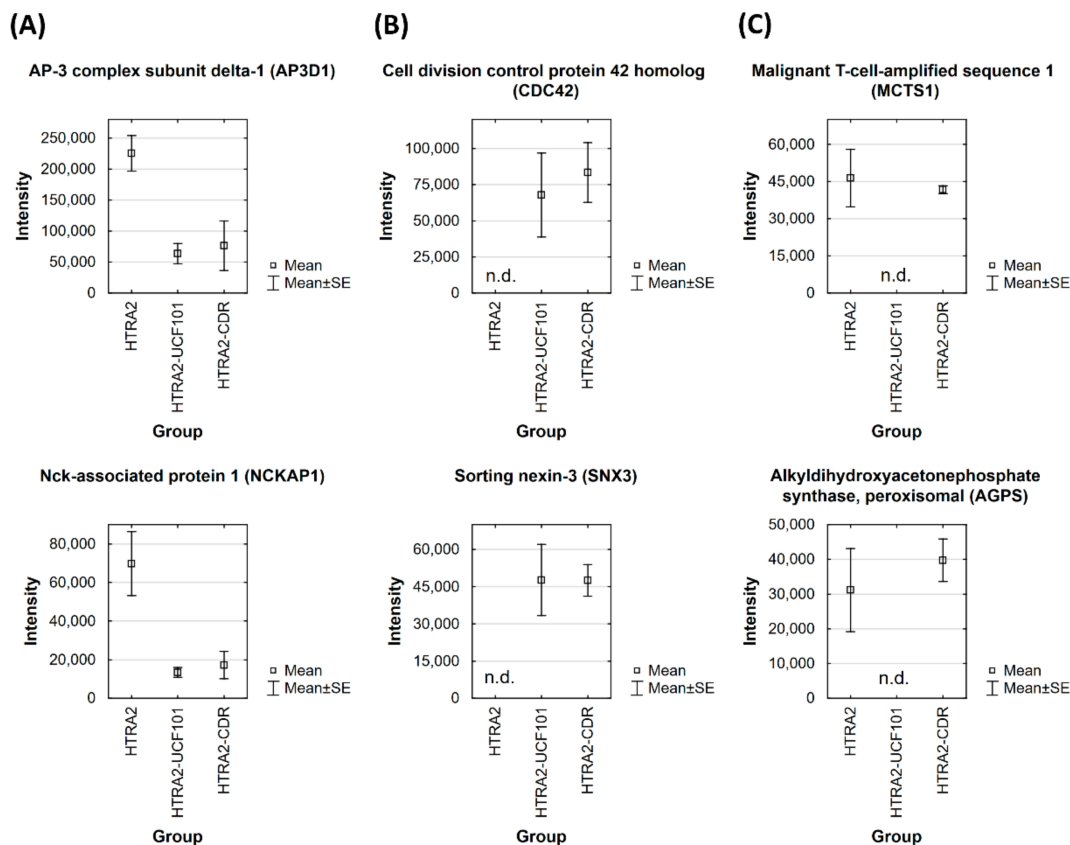 (A)
AP-3 complex subunit delta-1 (AP3D1)
250,000
200,000
150,000
100,000
50,000
0
Intensity
HTRA2
HTRA2-UCF101
HTRA2-CDR
Group
Mean
Mean±SE
(B)
Cell division control protein 42 homolog
(CDC42)
100,000
75,000
50,000
25,000
0
Intensity
n.d.
HTRA2
HTRA2-UCF101
HTRA2-CDR
Group
Mean
Mean±SE
(C)
Malignant T-cell-amplified sequence 1
(MCTS1)
60,000
45,000
30,000
15,000
0
Intensity
n.d.
HTRA2
HTRA2-UCF101
HTRA2-CDR
Group
Mean
Mean±SE
Nck-associated protein 1 (NCKAP1)
80,000
60,000
40,000
20,000
0
Intensity
HTRA2
HTRA2-UCF101
HTRA2-CDR
Group
Mean
Mean±SE
Sorting nexin-3 (SNX3)
60,000
45,000
30,000
15,000
0
Intensity
n.d.
HTRA2
HTRA2-UCF101
HTRA2-CDR
Group
Mean
Mean±SE
Alkyldihydroxyacetonephosphate
synthase, peroxisomal (AGPS)
50,000
40,000
30,000
20,000
10,000
0
Intensity
n.d.
HTRA2
HTRA2-UCF101
HTRA2-CDR
Group
Mean
Mean±SE